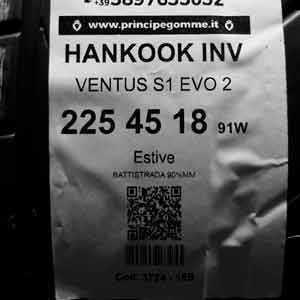 www.principegomme.it
HANKOOK INV
VENTUS S1 EVO 2
225 45 18 91W
Estive
BATTISTRADA 90%MM